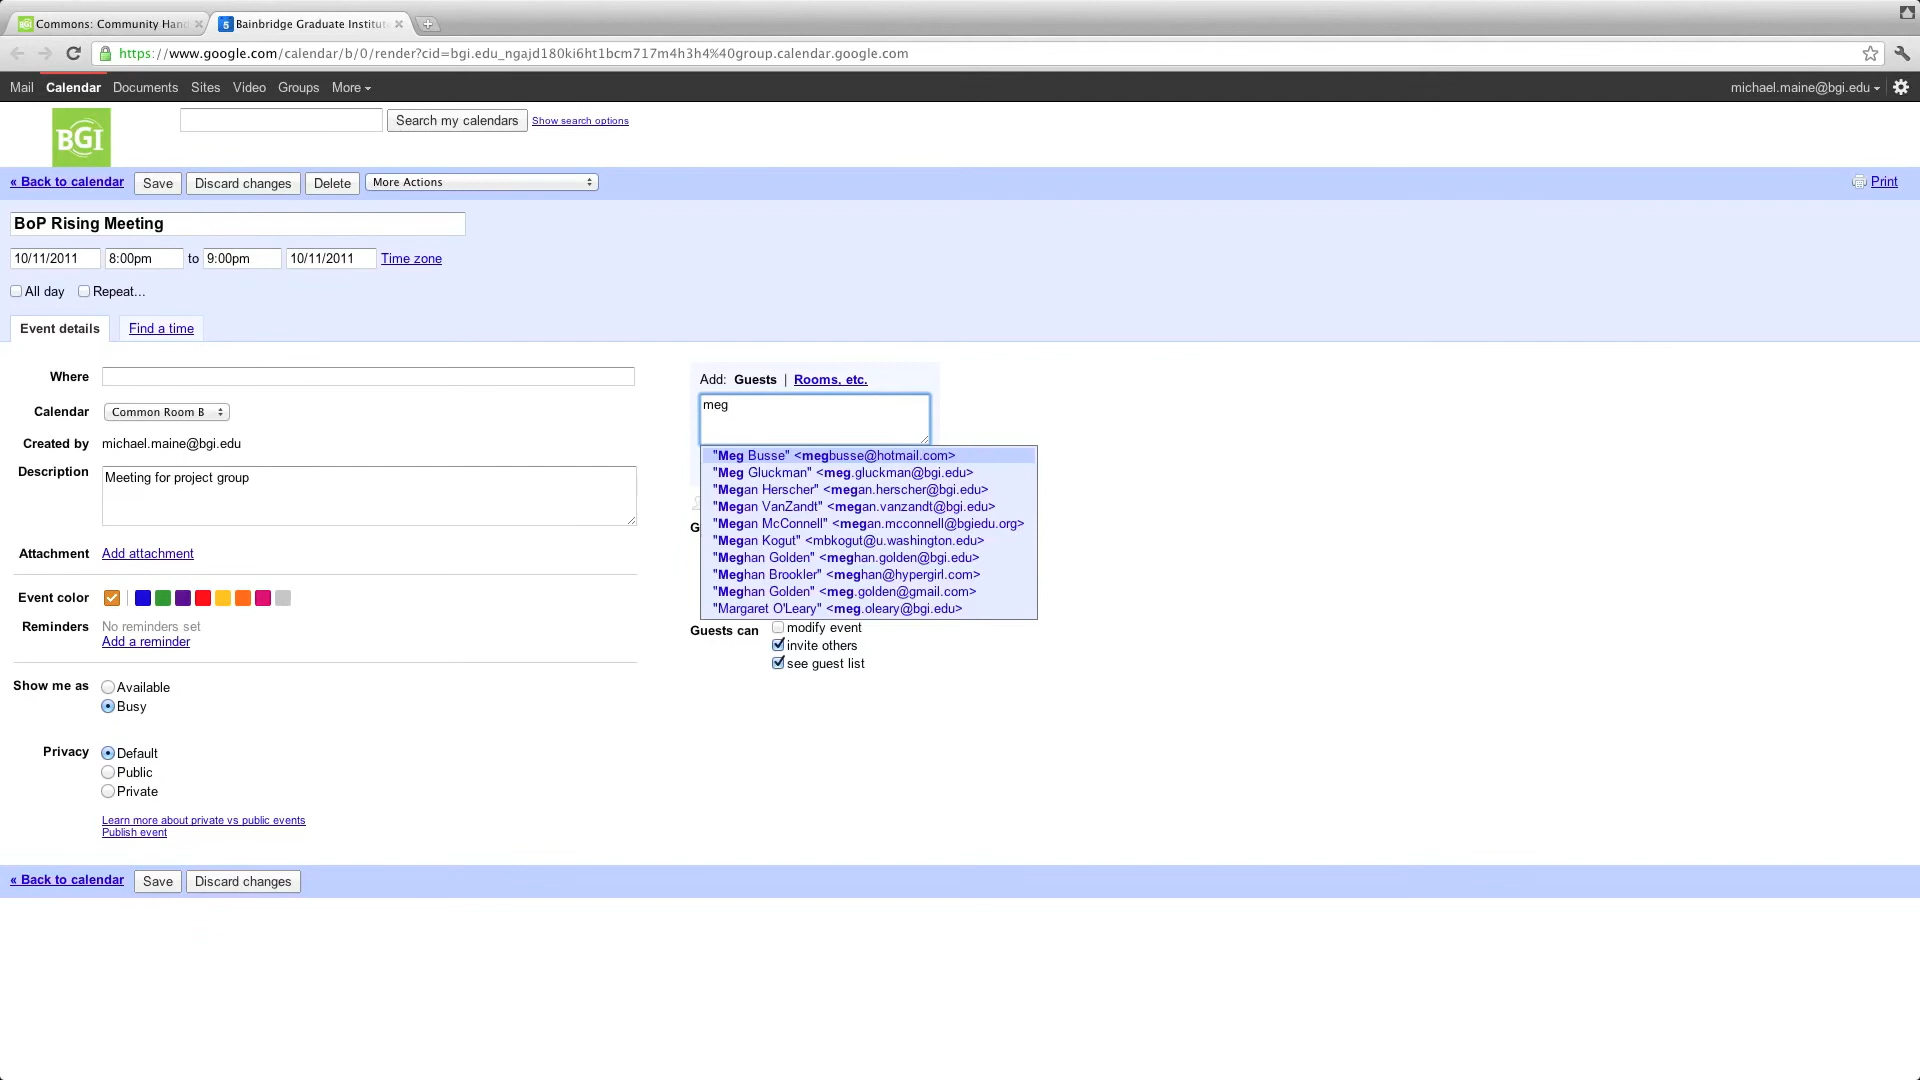 Commons: Community Hand
Bainbridge Graduate Institut
https://www.google.com/calendar/b/0/render?cid=bgi.edu_ngajd180ki6ht1bcm717m4h3h4%40group.calendar.google.com
Mail Calendar Documents Sites Video Groups More
michael.maine@bgi.edu
BGI
Search my calendars
Show search options
« Back to calendar
Save
Discard changes
Delete
More Actions
Print
BoP Rising Meeting
10/11/2011 8:00pm to 9:00pm 10/11/2011 Time zone
All day Repeat...
Event details
Find a time
Where
Calendar Common Room B
Created by michael.maine@bgi.edu
Description Meeting for project group
Attachment Add attachment
Event color
Reminders No reminders set
Add a reminder
Show me as Available
Busy
Privacy Default
Public
Private
Learn more about private vs public events
Publish event
Add: Guests | Rooms, etc.
meg
"Meg Busse" <megbusse@hotmail.com>
"Meg Gluckman" <meg.gluckman@bgi.edu>
"Megan Herscher" <megan.herscher@bgi.edu>
"Megan VanZandt" <megan.vanzandt@bgi.edu>
"Megan McConnell" <megan.mcconnell@bgiedu.org>
"Megan Kogut" <mbkogut@u.washington.edu>
"Meghan Golden" <meghan.golden@bgi.edu>
"Meghan Brookler" <meghan@hypergirl.com>
"Meghan Golden" <meg.golden@gmail.com>
"Margaret O'Leary" <meg.oleary@bgi.edu>
G
Guests can modify event
invite others
see guest list
« Back to calendar
Save
Discard changes